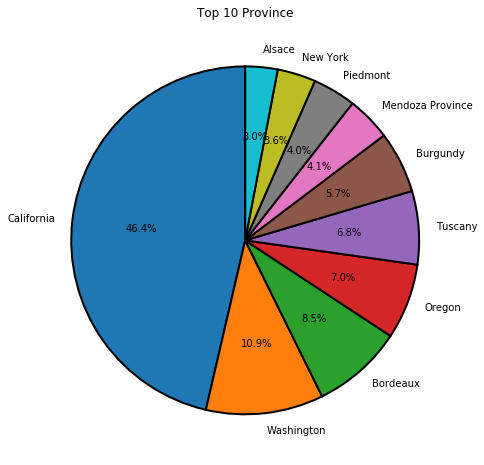 Top 10 Province
Alsace
New York
Piedmont
Mendoza Province
Burgundy
Tuscany
Oregon
Bordeaux
Washington
California
3.0%
3.6%
4.0%
4.1%
5.7%
6.8%
7.0%
8.5%
10.9%
46.4%